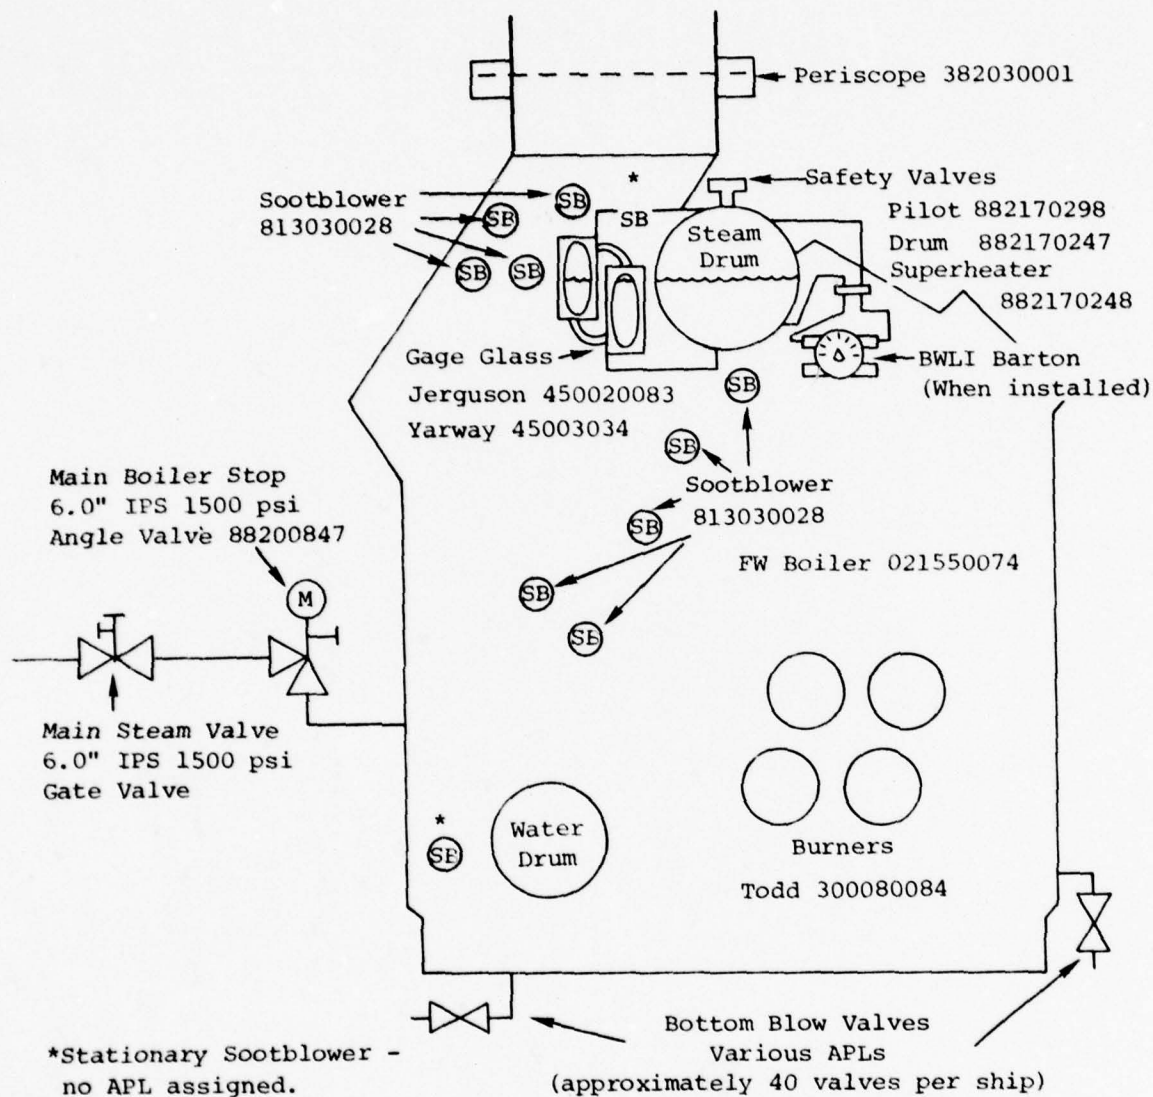 Periscope 382030001
*
Safety Valves
Pilot 882170298
Drum 882170247
Superheater
882170248
Sootblower
813030028
SB
SB
SB
SB
SB
Steam
Drum
Gage Glass
Jerguson 450020083
Yarway 45003034
BWLI Barton
(When installed)
SB
SB
SB
SB
SB
Sootblower
813030028
FW Boiler 021550074
Main Boiler Stop
6.0" IPS 1500 psi
Angle Valve 88200847
M
Main Steam Valve
6.0" IPS 1500 psi
Gate Valve
*
SB
Water
Drum
Burners
Todd 300080084
Bottom Blow Valves
Various APLs
(approximately 40 valves per ship)
*Stationary Sootblower -
no APL assigned.